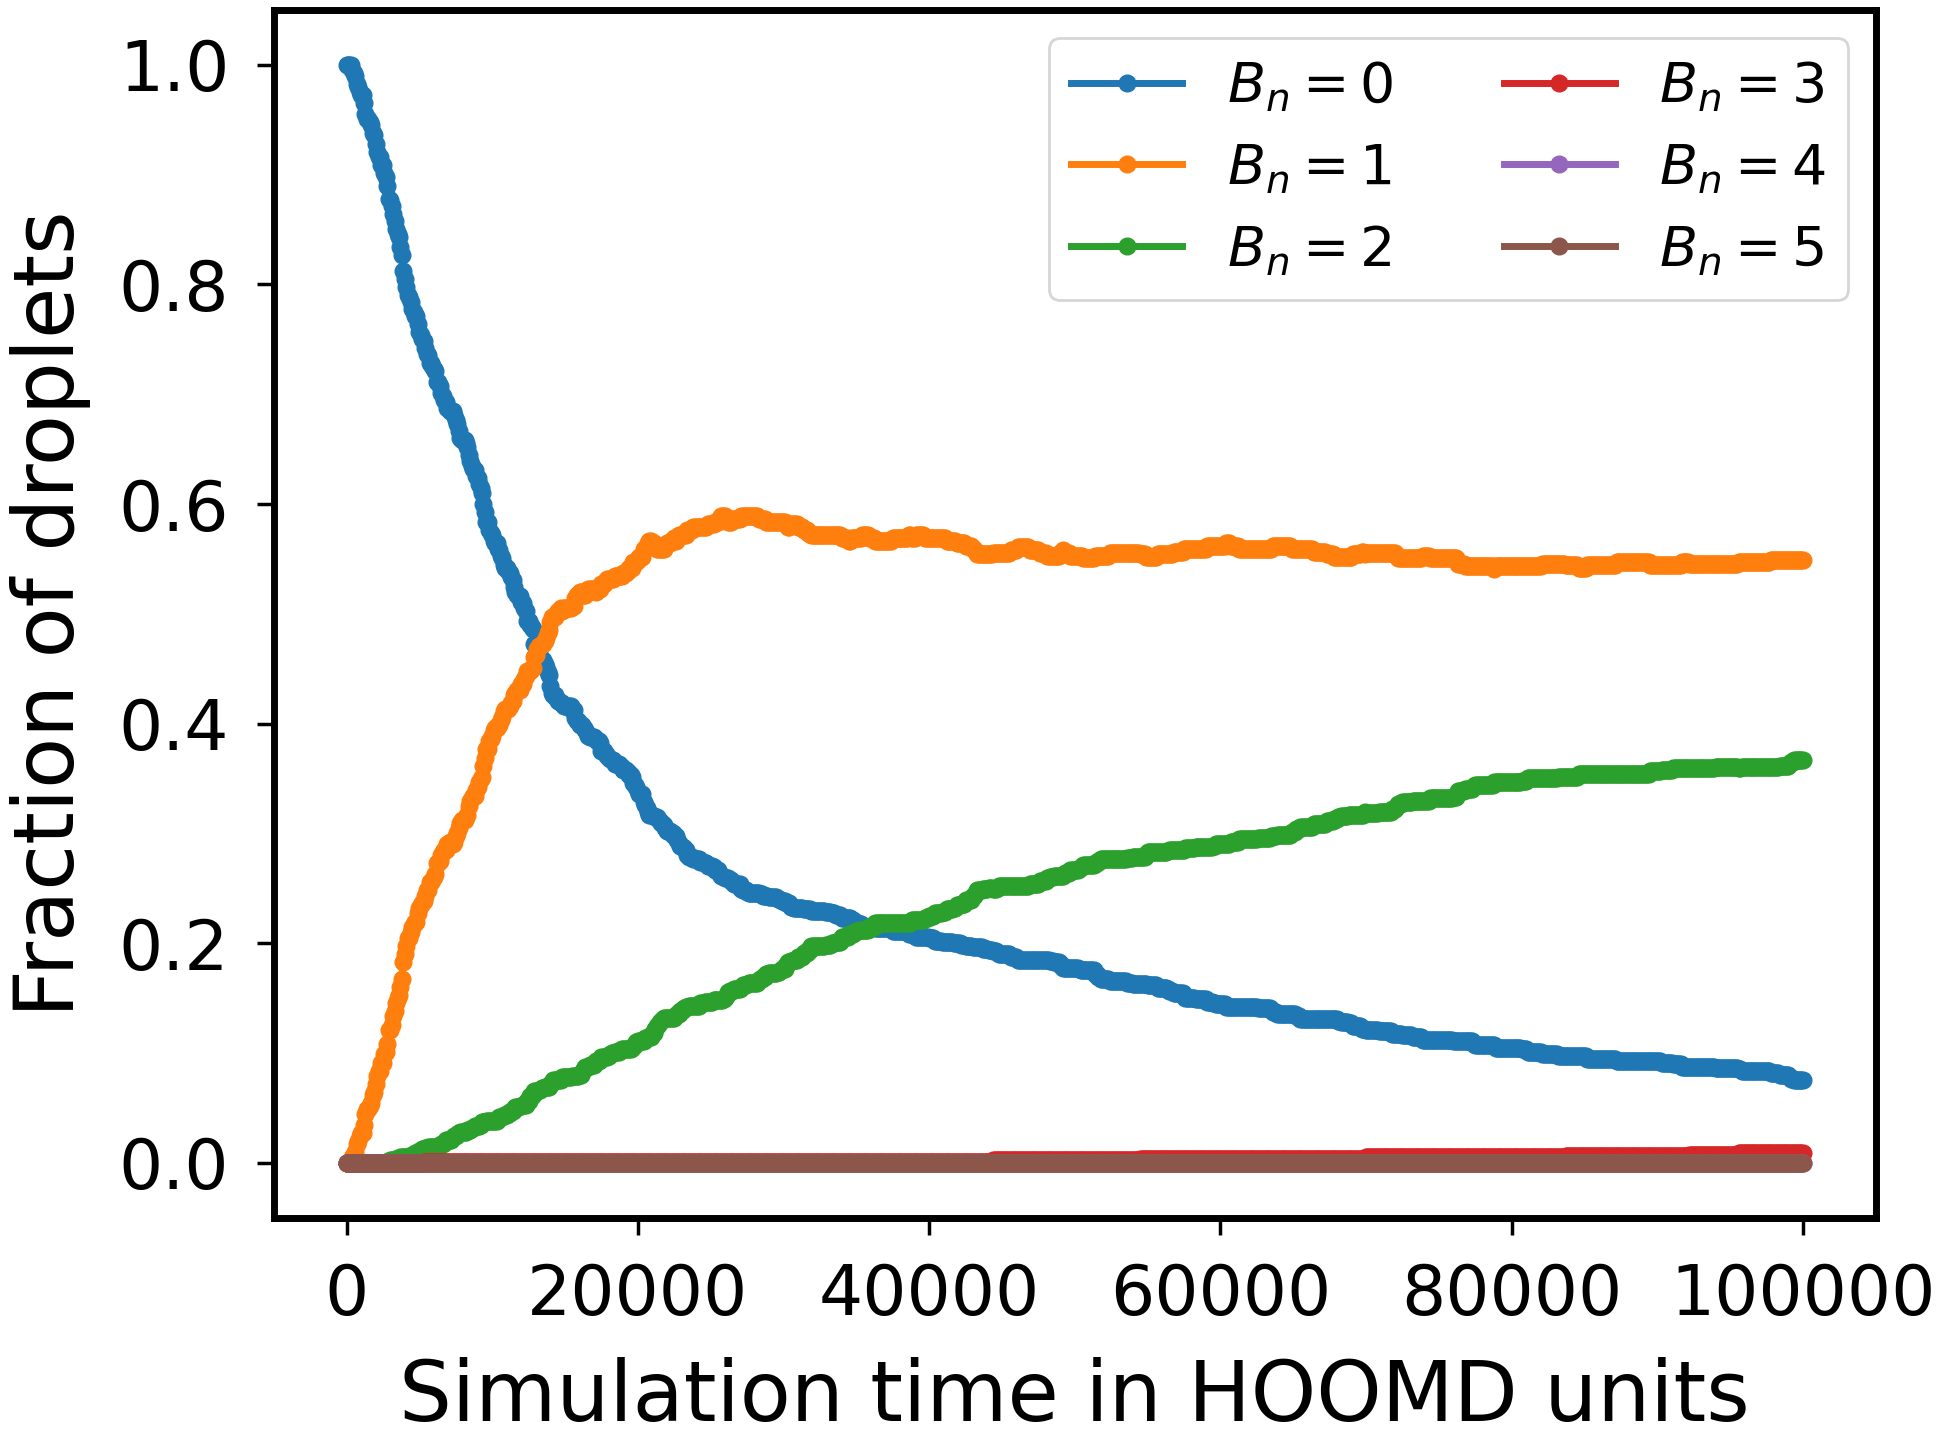 1.0
0.8
0.6
0.4
0.2
0.0
Fraction of droplets
B_n = 0
B_n = 1
B_n = 2
B_n = 3
B_n = 4
B_n = 5
0 20000 40000 60000 80000 100000
Simulation time in HOOMD units